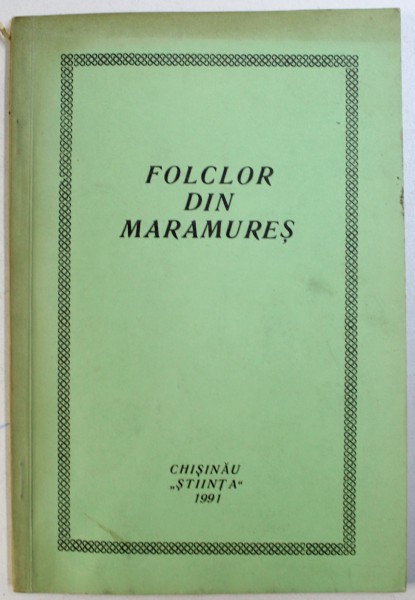 FOLCLOR
DIN
MARAMUREȘ
CHIȘINĂU
„ȘTIINȚA“
1991